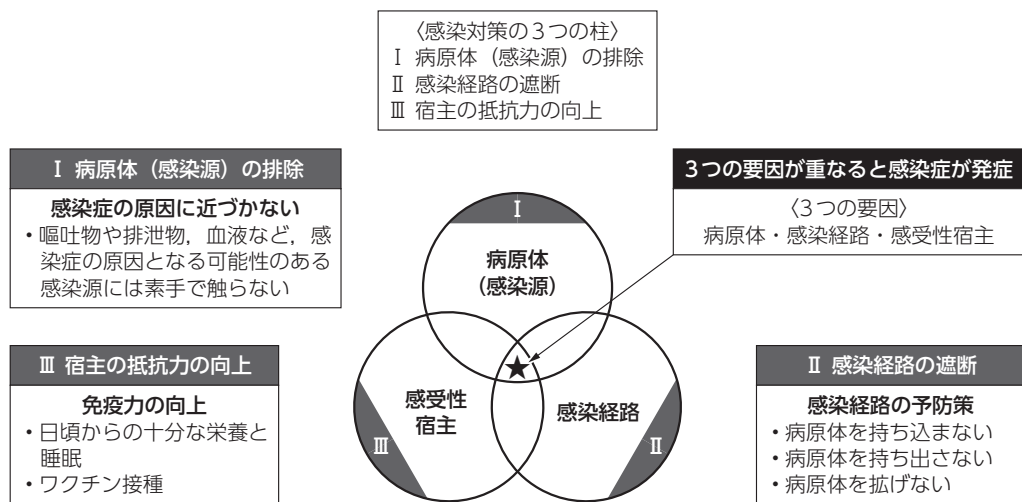 〈感染対策の3つの柱〉
Ⅰ 病原体（感染源）の排除
Ⅱ 感染経路の遮断
Ⅲ 宿主の抵抗力の向上
Ⅰ 病原体（感染源）の排除
感染症の原因に近づかない
・嘔吐物や排泄物，血液など，感
染症の原因となる可能性のある
感染源には素手で触らない
3つの要因が重なると感染症が発症
〈3つの要因〉
病原体・感染経路・感受性宿主
Ⅰ
病原体
（感染源）
★
感受性
宿主
感染経路
Ⅲ
Ⅱ
Ⅲ 宿主の抵抗力の向上
免疫力の向上
・日頃からの十分な栄養と
睡眠
・ワクチン接種
Ⅱ 感染経路の遮断
感染経路の予防策
・病原体を持ち込まない
・病原体を持ち出さない
・病原体を拡げない